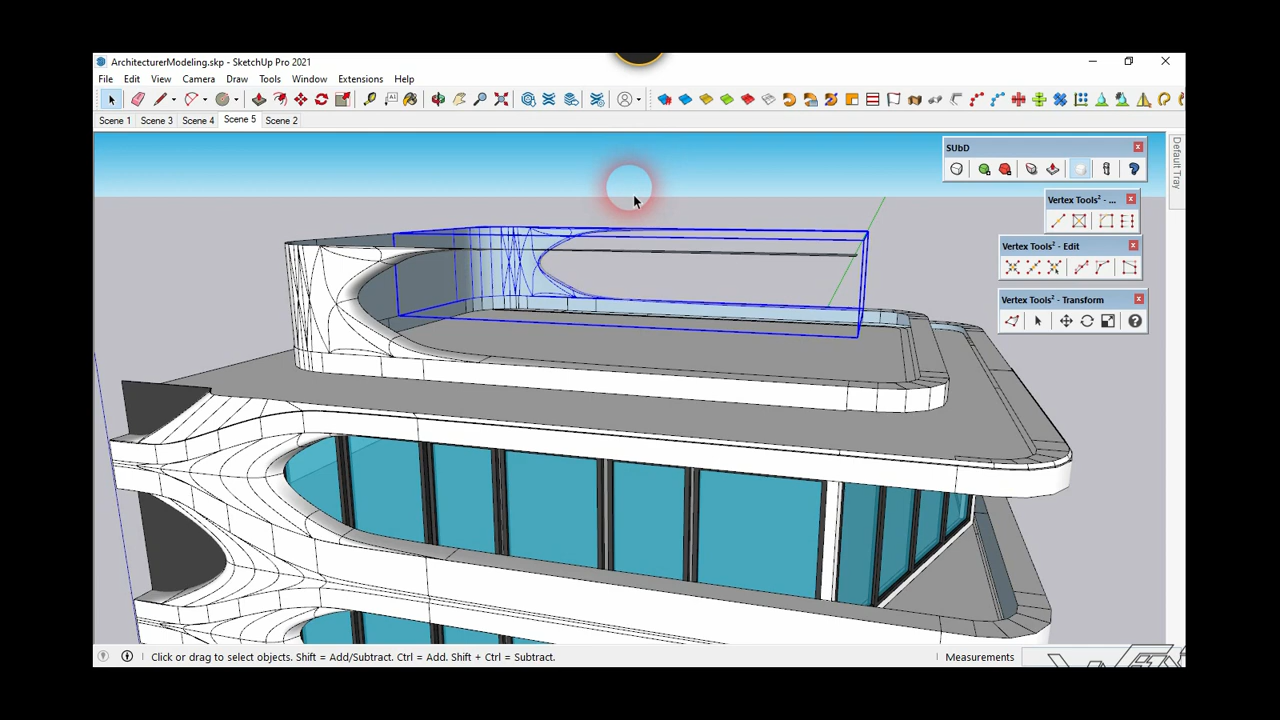 ArchitecturerModeling.skp - SketchUp Pro 2021
File Edit View Camera Draw Tools Window Extensions Help
Scene 1 Scene 3 Scene 4 Scene 5 Scene 2
SUbD
Default Tray
Vertex Tools² - ...
Vertex Tools² - Edit
Vertex Tools² - Transform
Click or drag to select objects. Shift = Add/Subtract. Ctrl = Add. Shift + Ctrl = Subtract.
Measurements